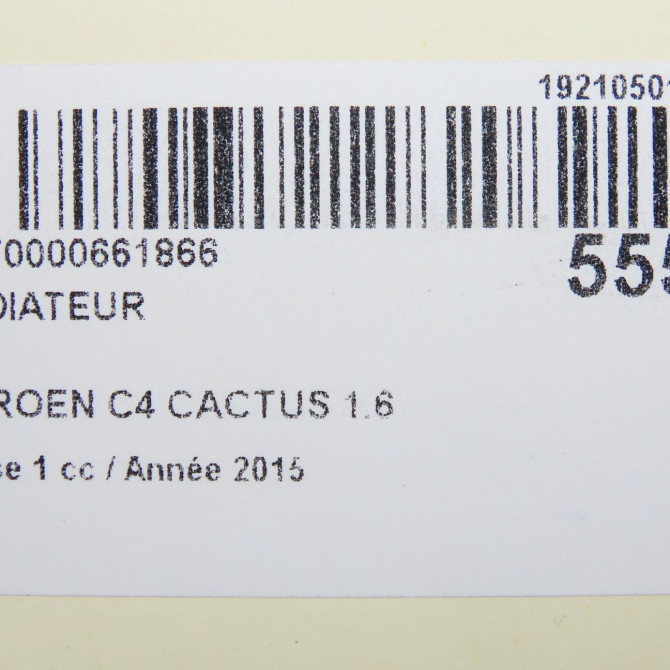 19210501
70000661866
DIATEUR
ROEN C4 CACTUS 1.6
se 1 cc / Année 2015
555